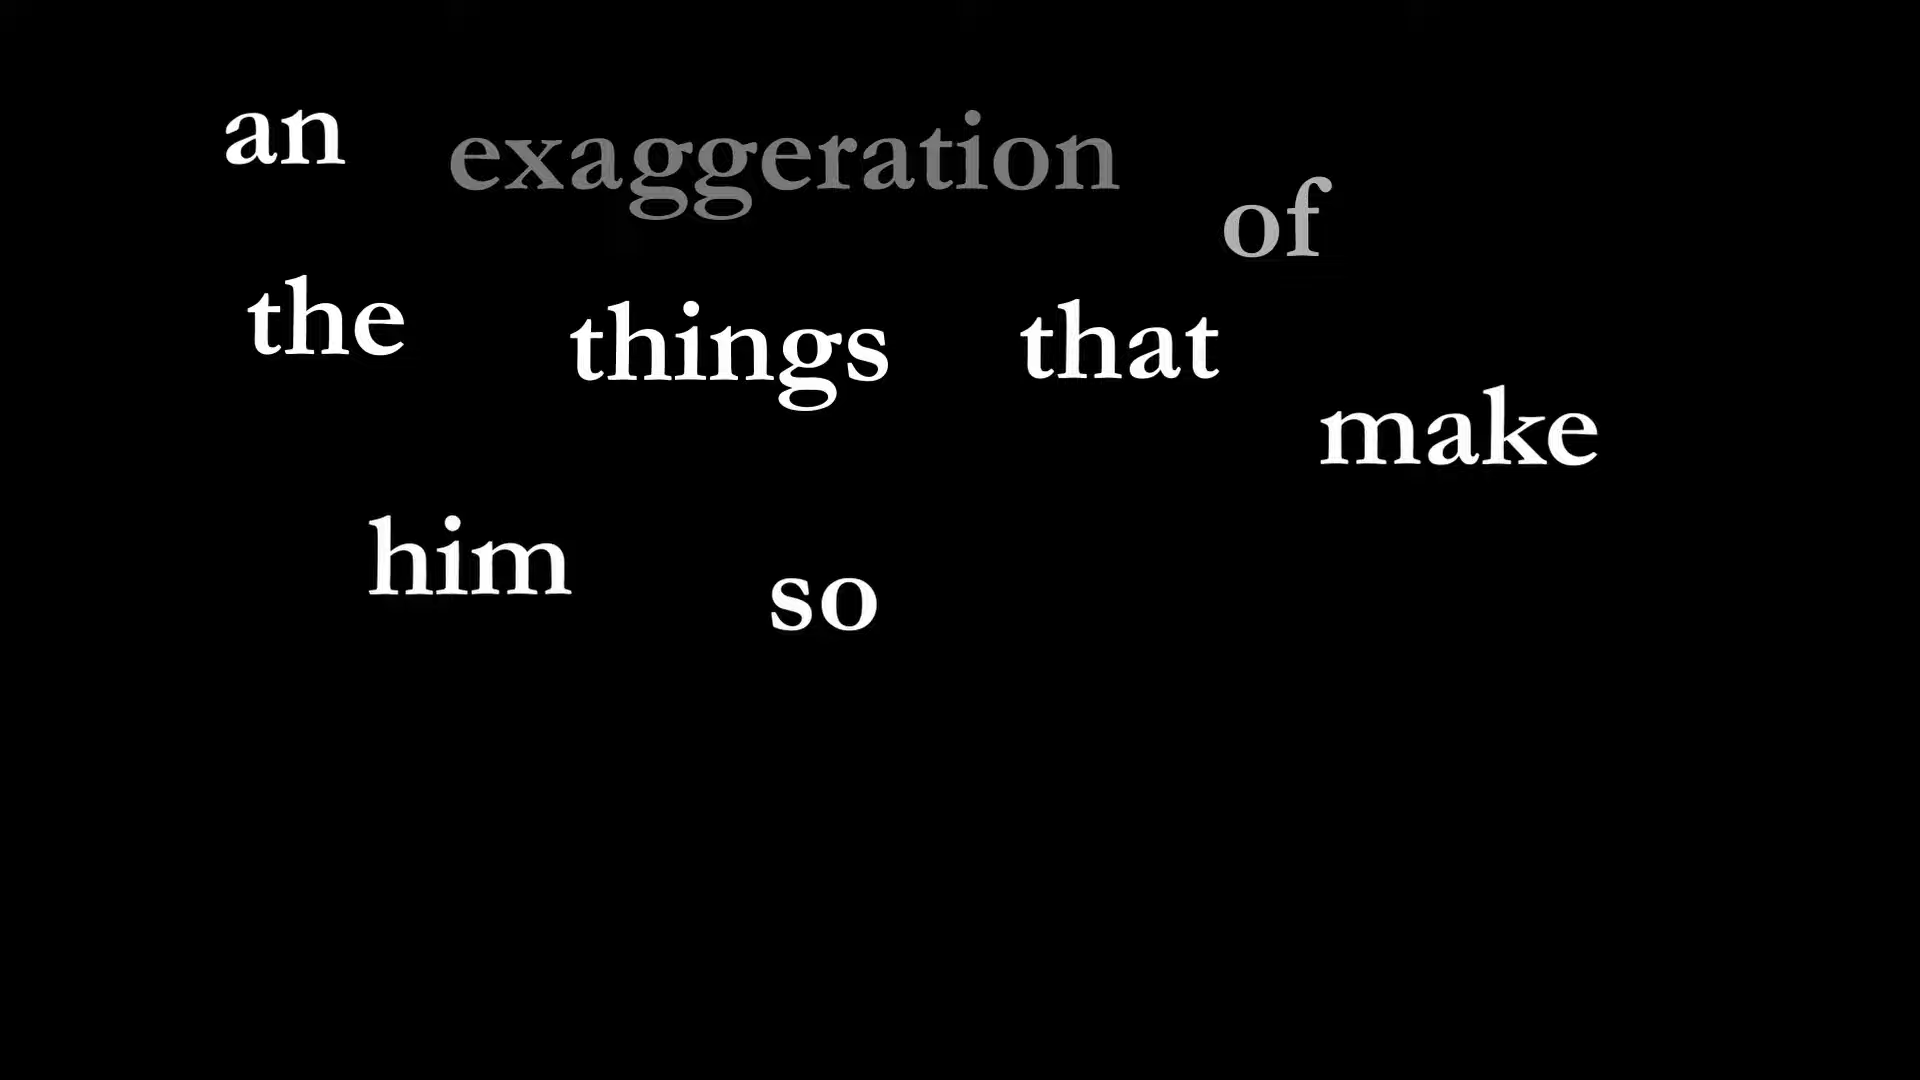 an exaggeration of
the things that make
him so